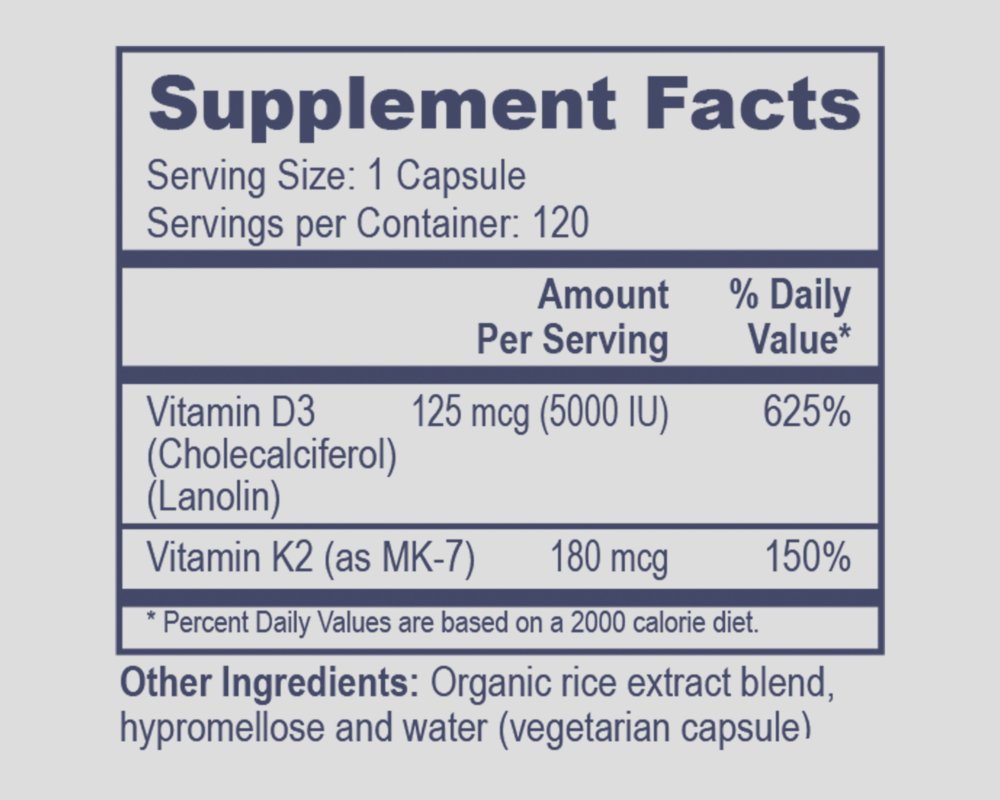 Supplement Facts
Serving Size: 1 Capsule
Servings per Container: 120
Amount % Daily
Per Serving Value*
Vitamin D3 125 mcg (5000 IU) 625%
(Cholecalciferol)
(Lanolin)
Vitamin K2 (as MK-7) 180 mcg 150%
* Percent Daily Values are based on a 2000 calorie diet.
Other Ingredients: Organic rice extract blend,
hypromellose and water (vegetarian capsule)